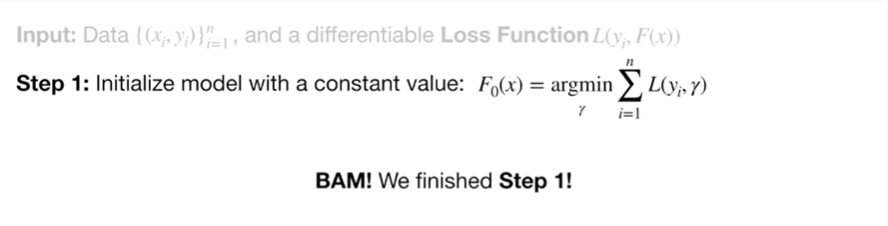 Input: Data {(xᵢ, yᵢ)}ⁿᵢ₌₁, and a differentiable Loss Function L(yᵢ, F(x))
Step 1: Initialize model with a constant value: F₀(x) = argmin_γ ∑ⁿᵢ₌₁ L(yᵢ, γ)
BAM! We finished Step 1!